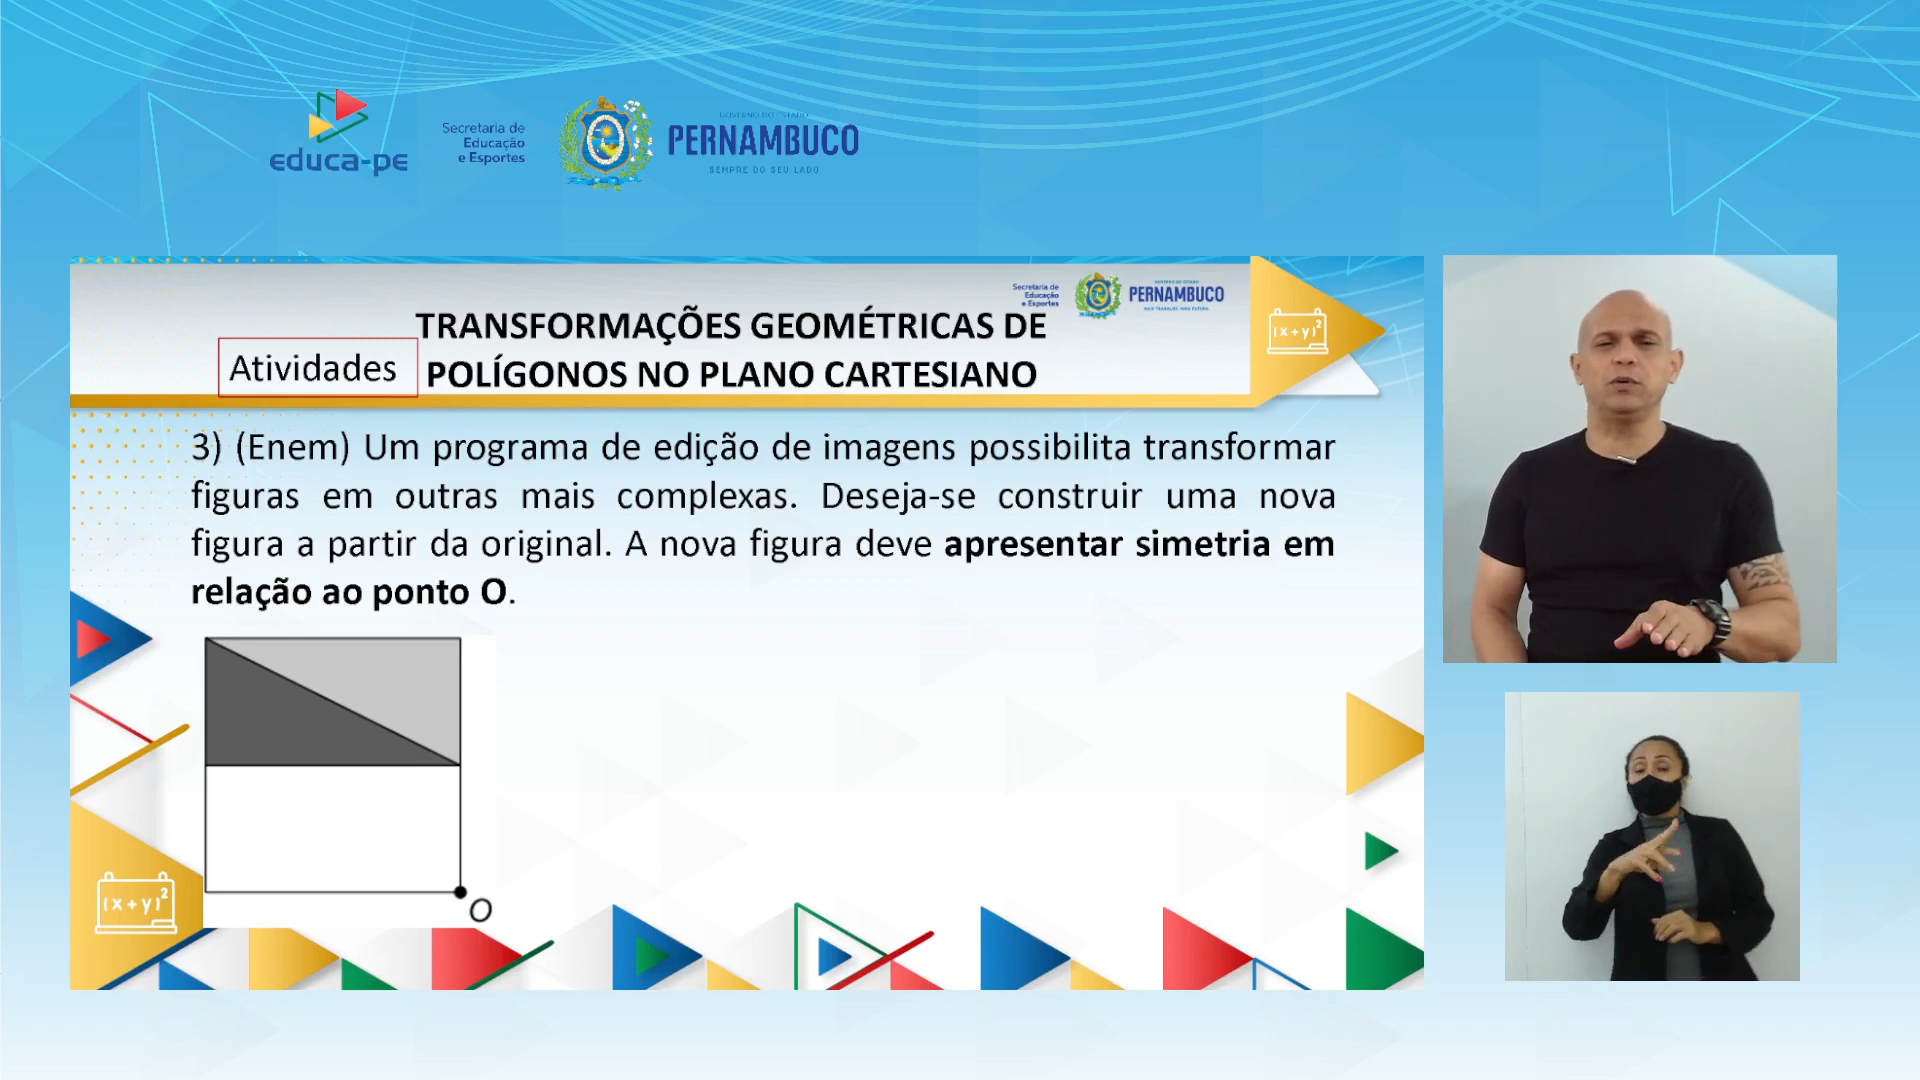 educa-pe
Secretaria de
Educação
e Esportes
GOVERNO DO ESTADO
PERNAMBUCO
SEMPRE DO SEU LADO
Secretaria de
Educação
e Esportes
PERNAMBUCO
(x+y)²
TRANSFORMAÇÕES GEOMÉTRICAS DE
Atividades POLÍGONOS NO PLANO CARTESIANO
3) (Enem) Um programa de edição de imagens possibilita transformar
figuras em outras mais complexas. Deseja-se construir uma nova
figura a partir da original. A nova figura deve apresentar simetria em
relação ao ponto O.
O
(x+y)²